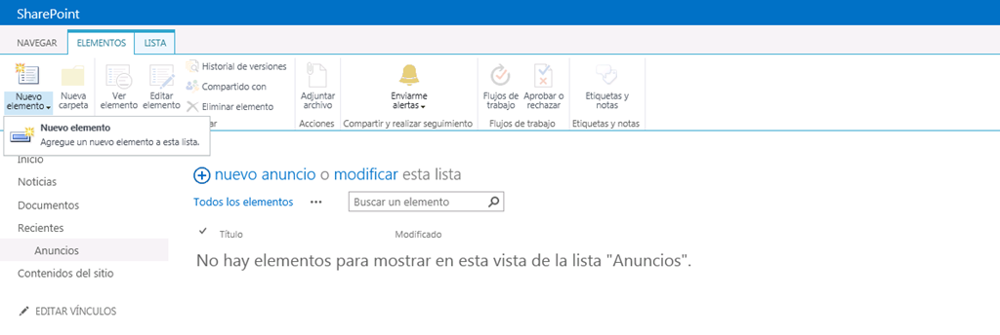 SharePoint
NAVEGAR ELEMENTOS LISTA
Nuevo elemento
Nueva carpeta
Ver elemento
Editar elemento
Historial de versiones
Compartido con
Eliminar elemento
Adjuntar archivo
Acciones
Enviarme alertas
Compartir y realizar seguimiento
Flujos de trabajo
Aprobar o rechazar
Flujos de trabajo
Etiquetas y notas
Etiquetas y notas
Nuevo elemento
Agregue un nuevo elemento a esta lista.
Inicio
Noticias
Documentos
Recientes
Anuncios
Contenidos del sitio
EDITAR VÍNCULOS
nuevo anuncio o modificar esta lista
Todos los elementos ••• Buscar un elemento
Título Modificado
No hay elementos para mostrar en esta vista de la lista "Anuncios".